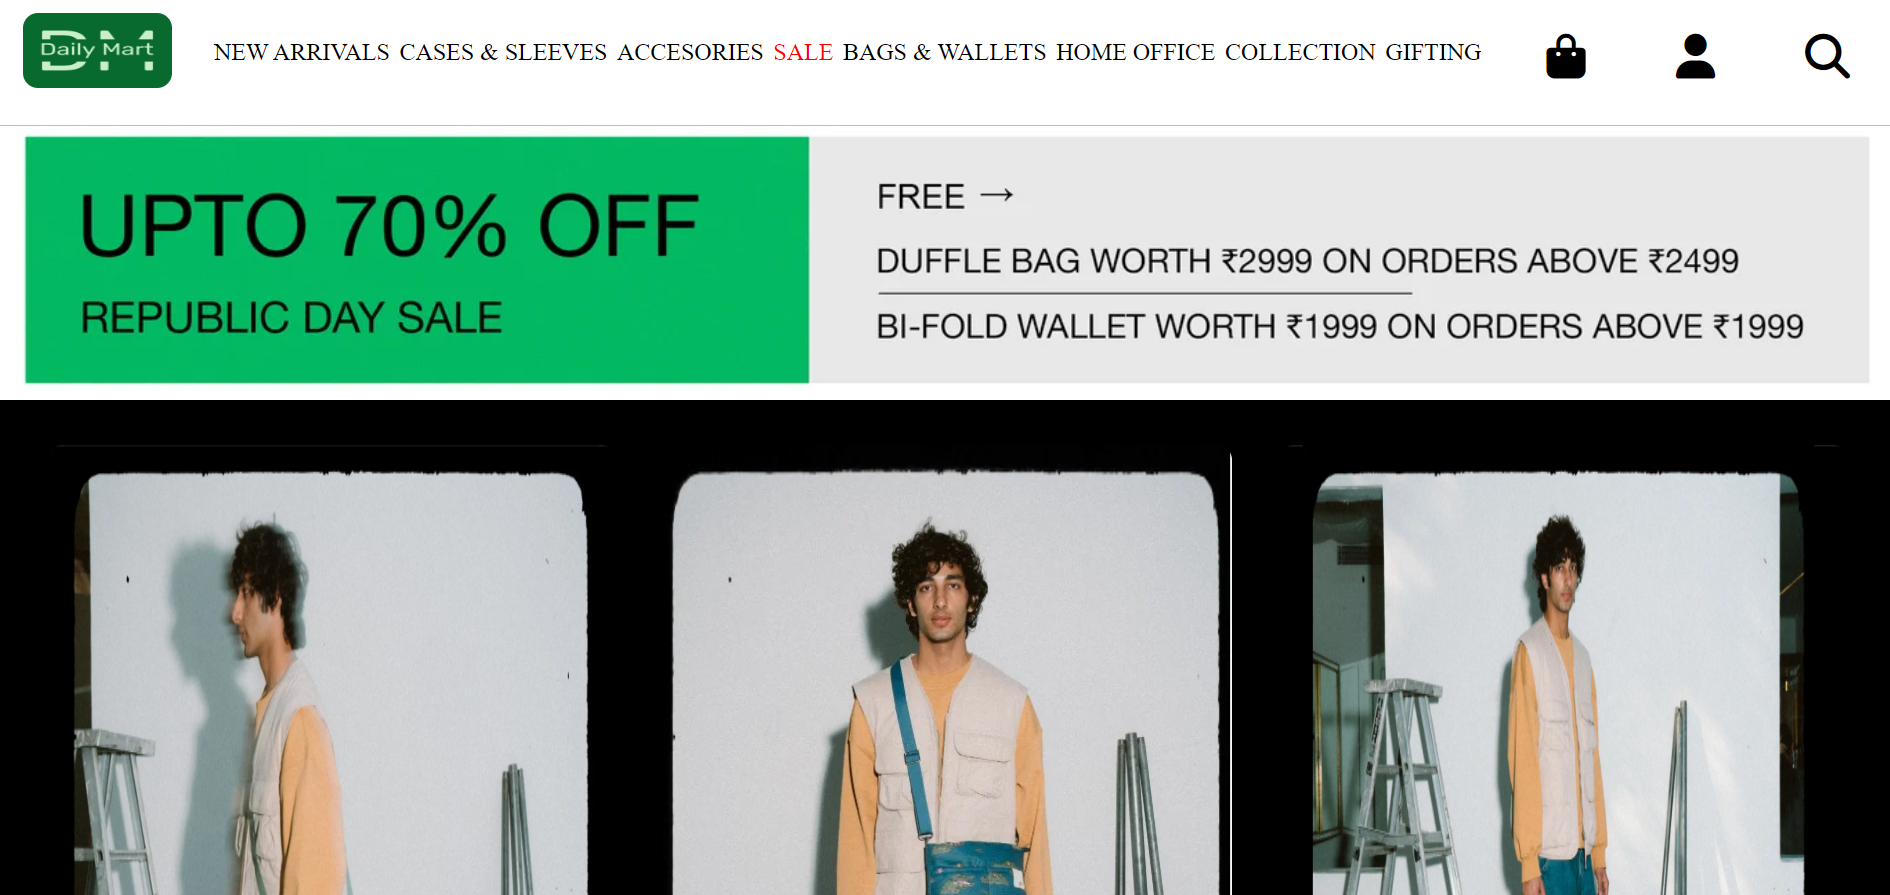 DM
Daily Mart
NEW ARRIVALS CASES & SLEEVES ACCESORIES SALE BAGS & WALLETS HOME OFFICE COLLECTION GIFTING
UPTO 70% OFF
REPUBLIC DAY SALE
FREE →
DUFFLE BAG WORTH ₹2999 ON ORDERS ABOVE ₹2499
BI-FOLD WALLET WORTH ₹1999 ON ORDERS ABOVE ₹1999